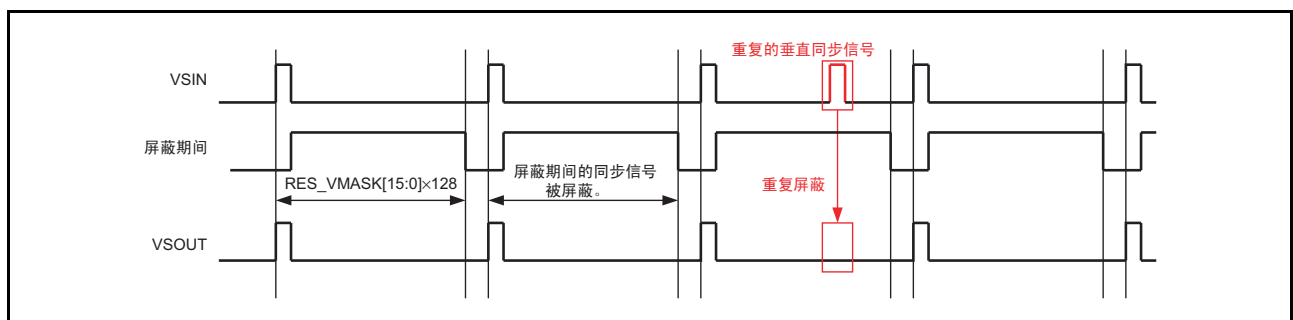 重复的垂直同步信号
VSIN
屏蔽期间
RES_VMASK[15:0]×128
屏蔽期间的同步信号
被屏蔽。
重复屏蔽
VSOUT